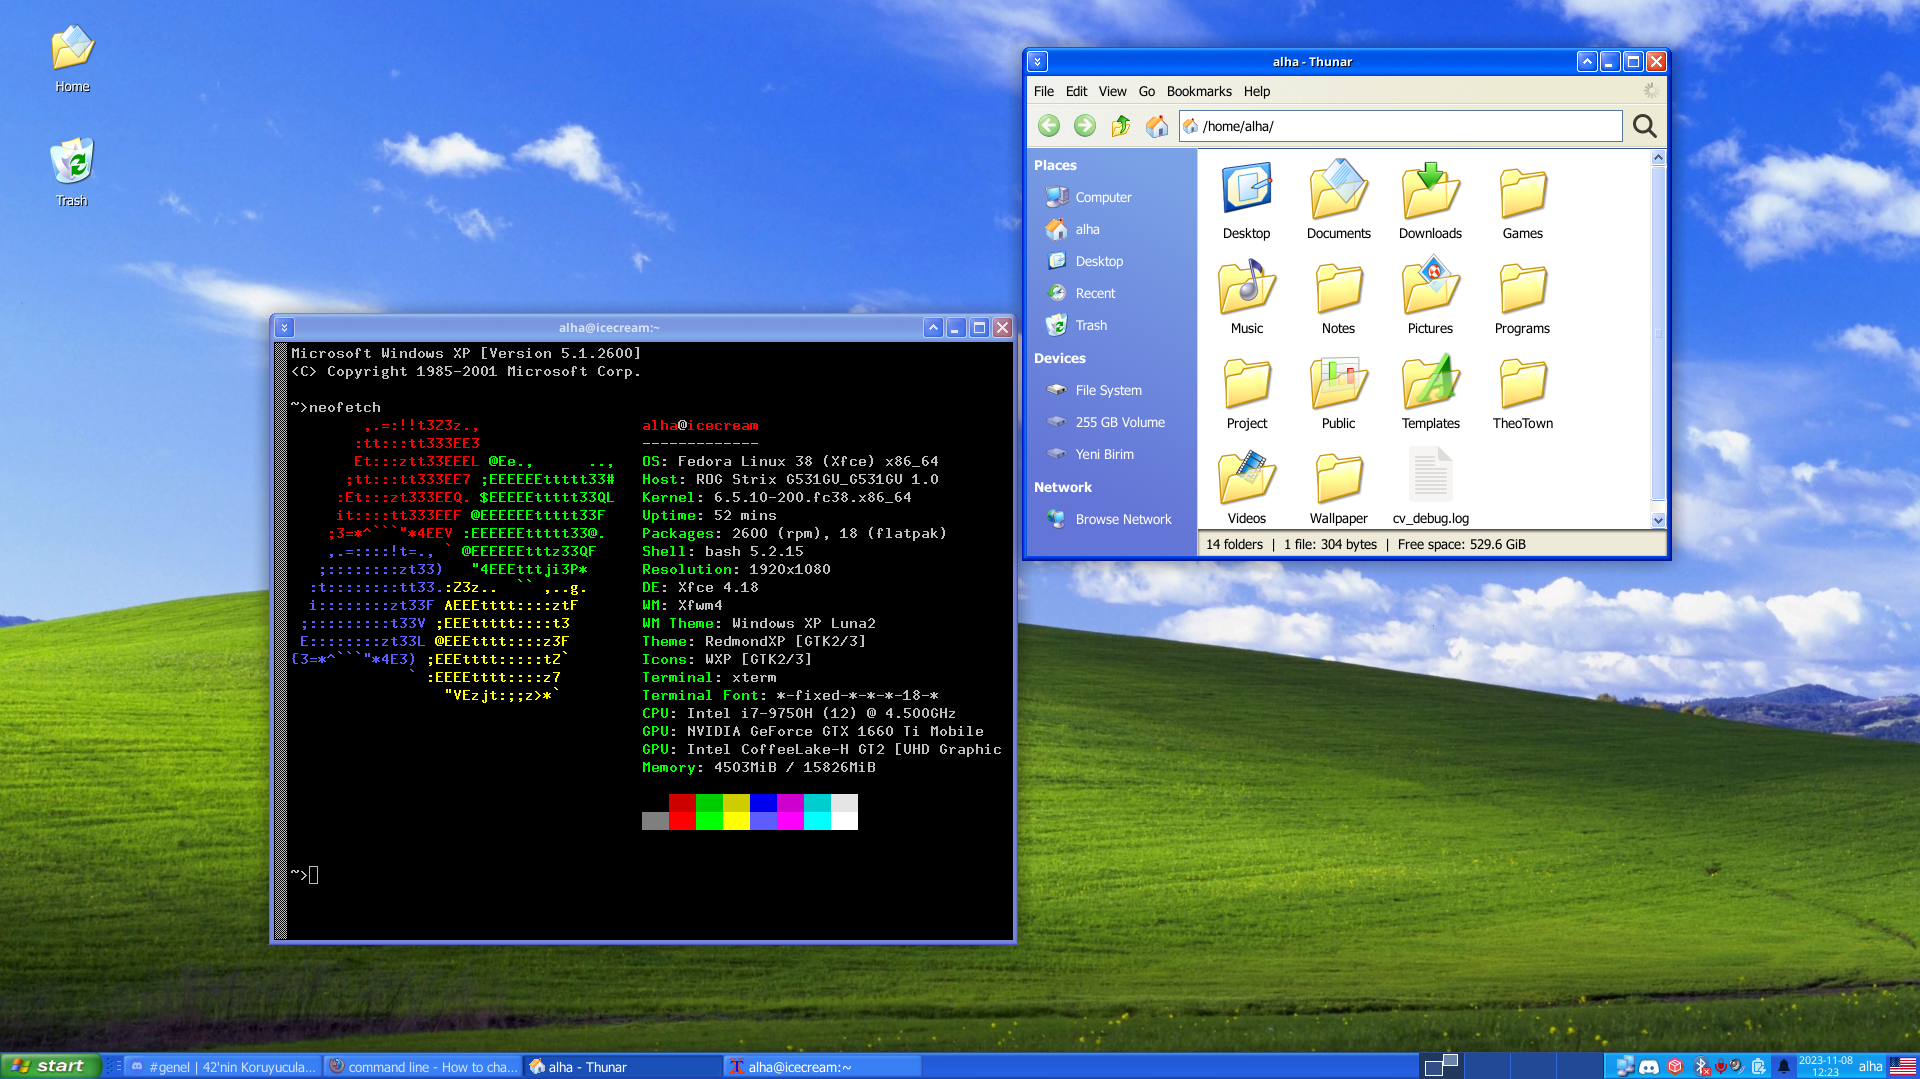 Home
Trash
alha - Thunar
File Edit View Go Bookmarks Help
/home/alha/
Places
Computer
alha
Desktop
Recent
Trash
Devices
File System
255 GB Volume
Yeni Birim
Network
Browse Network
Desktop Documents Downloads Games
Music Notes Pictures Programs
Project Public Templates TheoTown
Videos Wallpaper cv_debug.log
14 folders | 1 file: 304 bytes | Free space: 529.6 GiB
alha@icecream:~
Microsoft Windows XP [Version 5.1.2600]
<C> Copyright 1985-2001 Microsoft Corp.
~>neofetch
alha@icecream
-------------
OS: Fedora Linux 38 (Xfce) x86_64
Host: ROG Strix G531GV_G531GV 1.0
Kernel: 6.5.10-200.fc38.x86_64
Uptime: 52 mins
Packages: 2600 (rpm), 18 (flatpak)
Shell: bash 5.2.15
Resolution: 1920x1080
DE: Xfce 4.18
WM: Xfwm4
WM Theme: Windows XP Luna2
Theme: RedmondXP [GTK2/3]
Icons: WXP [GTK2/3]
Terminal: xterm
Terminal Font: *-fixed-*-*-*-18-*
CPU: Intel i7-9750H (12) @ 4.500GHz
GPU: NVIDIA GeForce GTX 1660 Ti Mobile
GPU: Intel CoffeeLake-H GT2 [UHD Graphic
Memory: 4503MiB / 15826MiB
~>
start
#genel | 42'nin Koruyucula...
command line - How to cha...
alha - Thunar
alha@icecream:~
2023-11-08
12:23
alha